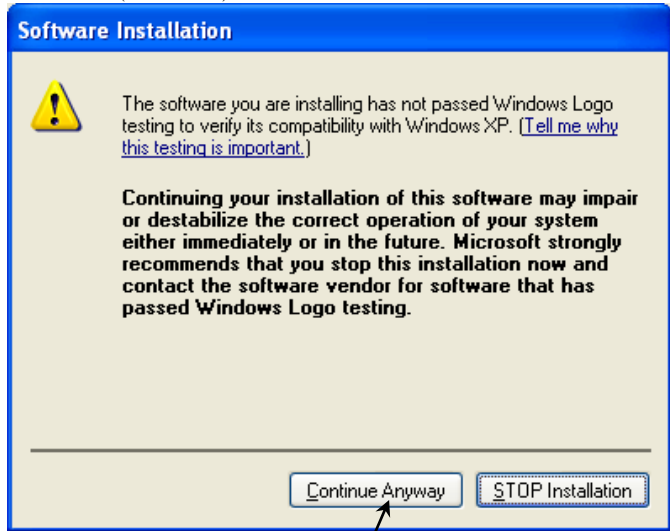 Software Installation
The software you are installing has not passed Windows Logo
testing to verify its compatibility with Windows XP. (Tell me why
this testing is important.)
Continuing your installation of this software may impair
or destabilize the correct operation of your system
either immediately or in the future. Microsoft strongly
recommends that you stop this installation now and
contact the software vendor for software that has
passed Windows Logo testing.
Continue Anyway
STOP Installation